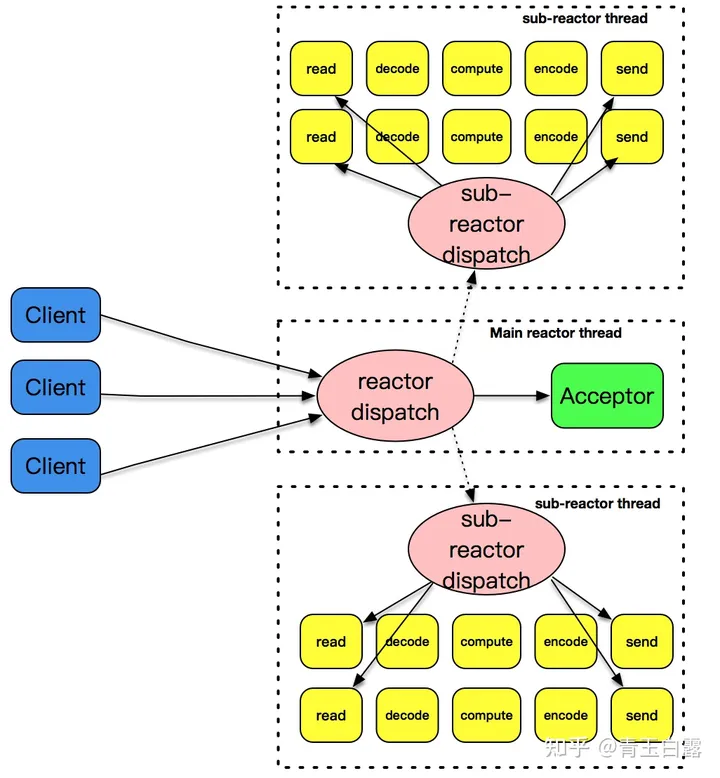 sub-reactor thread
read decode compute encode send
read decode compute encode send
sub-
reactor
dispatch
Client
Client
Client
Main reactor thread
reactor
dispatch
Acceptor
sub-reactor thread
sub-
reactor
dispatch
read decode compute encode send
read decode compute encode send
知乎 @青玉白露